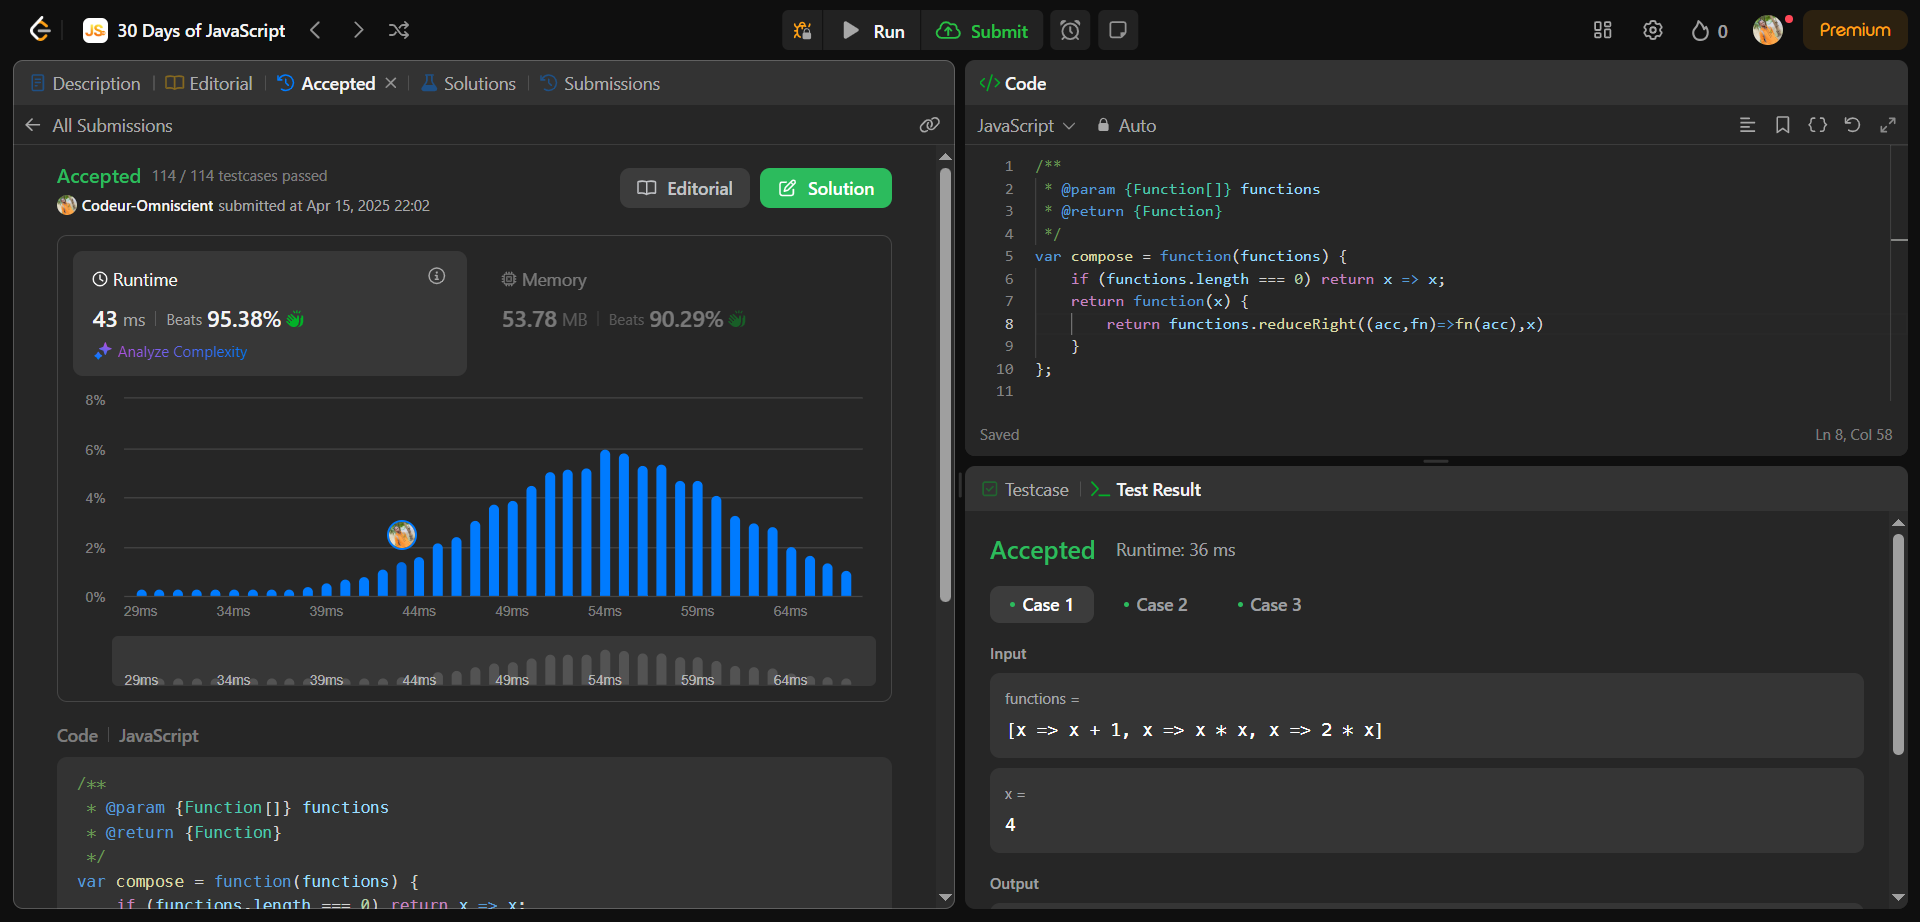 JS 30 Days of JavaScript
Run
Submit
0
Premium
Description
Editorial
Accepted
Solutions
Submissions
All Submissions
Accepted 114 / 114 testcases passed
Codeur-Omniscient submitted at Apr 15, 2025 22:02
Editorial
Solution
Runtime
43 ms | Beats 95.38%
Analyze Complexity
Memory
53.78 MB | Beats 90.29%
8%
6%
4%
2%
0%
29ms 34ms 39ms 44ms 49ms 54ms 59ms 64ms
29ms 34ms 39ms 44ms 49ms 54ms 59ms 64ms
Code | JavaScript
/**
 * @param {Function[]} functions
 * @return {Function}
 */
var compose = function(functions) {
    if (functions.length === 0) return x => x;
</> Code
JavaScript
Auto
1 /**
2  * @param {Function[]} functions
3  * @return {Function}
4  */
5 var compose = function(functions) {
6     if (functions.length === 0) return x => x;
7     return function(x) {
8         return functions.reduceRight((acc,fn)=>fn(acc),x)
9     }
10 };
11
Saved
Ln 8, Col 58
Testcase
Test Result
Accepted Runtime: 36 ms
Case 1
Case 2
Case 3
Input
functions =
[x => x + 1, x => x * x, x => 2 * x]
x =
4
Output